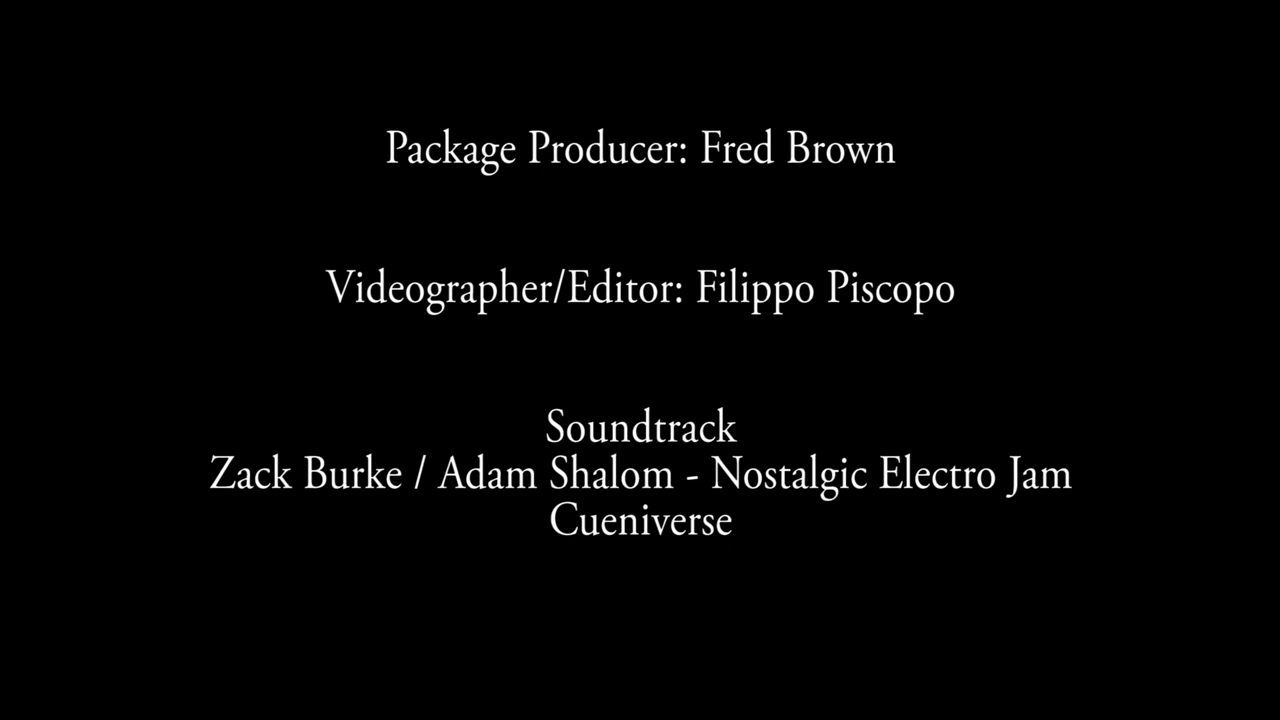 Package Producer: Fred Brown
Videographer/Editor: Filippo Piscopo
Soundtrack
Zack Burke / Adam Shalom - Nostalgic Electro Jam
Cueniverse